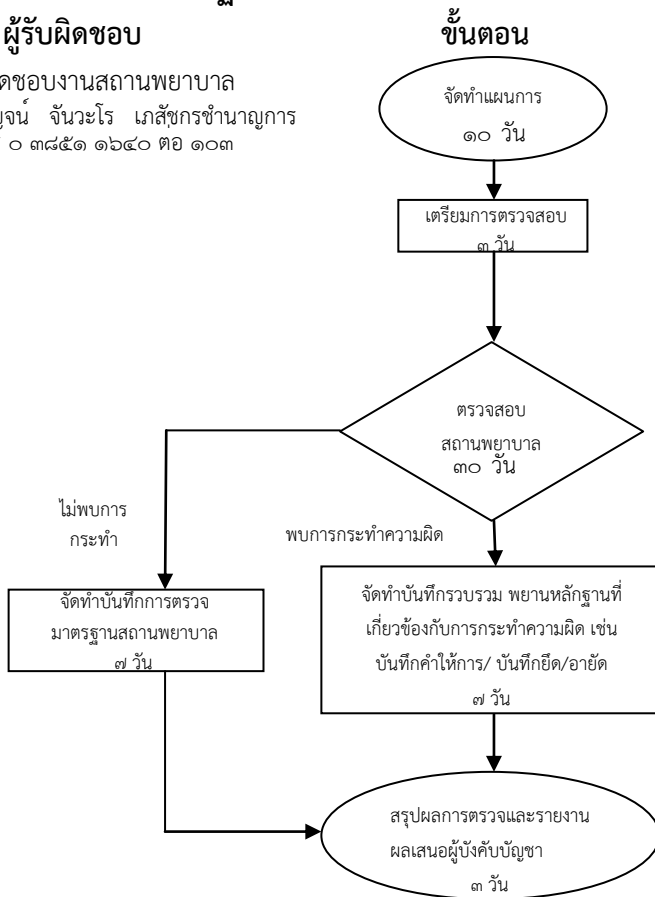 ผู้รับผิดชอบ
ขั้นตอน
ดชอบงานสถานพยาบาล
จน์ จันวะโร เภสัชกรชำนาญการ
๐ ๓๘๕๑ ๑๖๔๐ ต่อ ๑๐๓
จัดทำแผนการ
๑๐ วัน
เตรียมการตรวจสอบ
๓ วัน
ตรวจสอบ
สถานพยาบาล
๓๐ วัน
ไม่พบการ
กระทำ
พบการกระทำความผิด
จัดทำบันทึกการตรวจ
มาตรฐานสถานพยาบาล
๗ วัน
จัดทำบันทึกรวบรวม พยานหลักฐานที่
เกี่ยวข้องกับการกระทำความผิด เช่น
บันทึกคำให้การ/ บันทึกยึด/อายัด
๗ วัน
สรุปผลการตรวจและรายงาน
ผลเสนอผู้บังคับบัญชา
๓ วัน